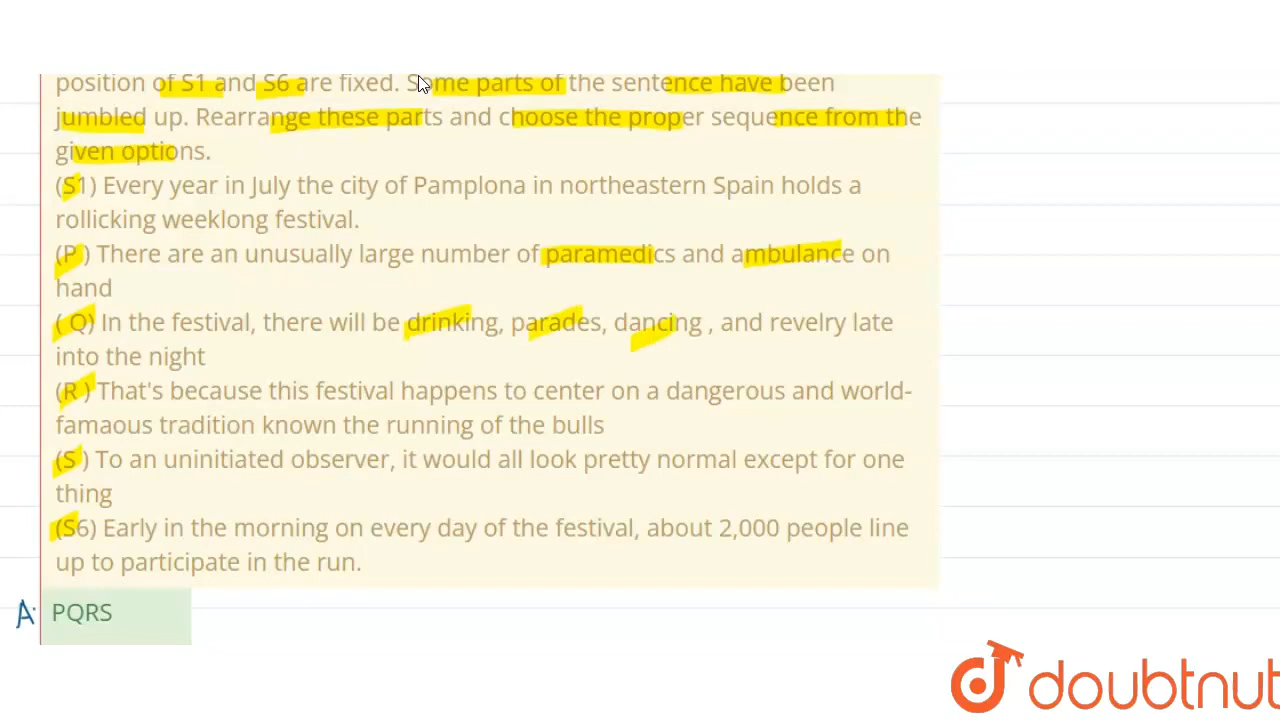 position of S1 and S6 are fixed. Some parts of the sentence have been
jumbled up. Rearrange these parts and choose the proper sequence from the
given options.
(S1) Every year in July the city of Pamplona in northeastern Spain holds a
rollicking weeklong festival.
(P ) There are an unusually large number of paramedics and ambulance on
hand
( Q) In the festival, there will be drinking, parades, dancing , and revelry late
into the night
(R ) That's because this festival happens to center on a dangerous and world-
famaous tradition known the running of the bulls
(S ) To an uninitiated observer, it would all look pretty normal except for one
thing
(S6) Early in the morning on every day of the festival, about 2,000 people line
up to participate in the run.
A: PQRS
doubtnut